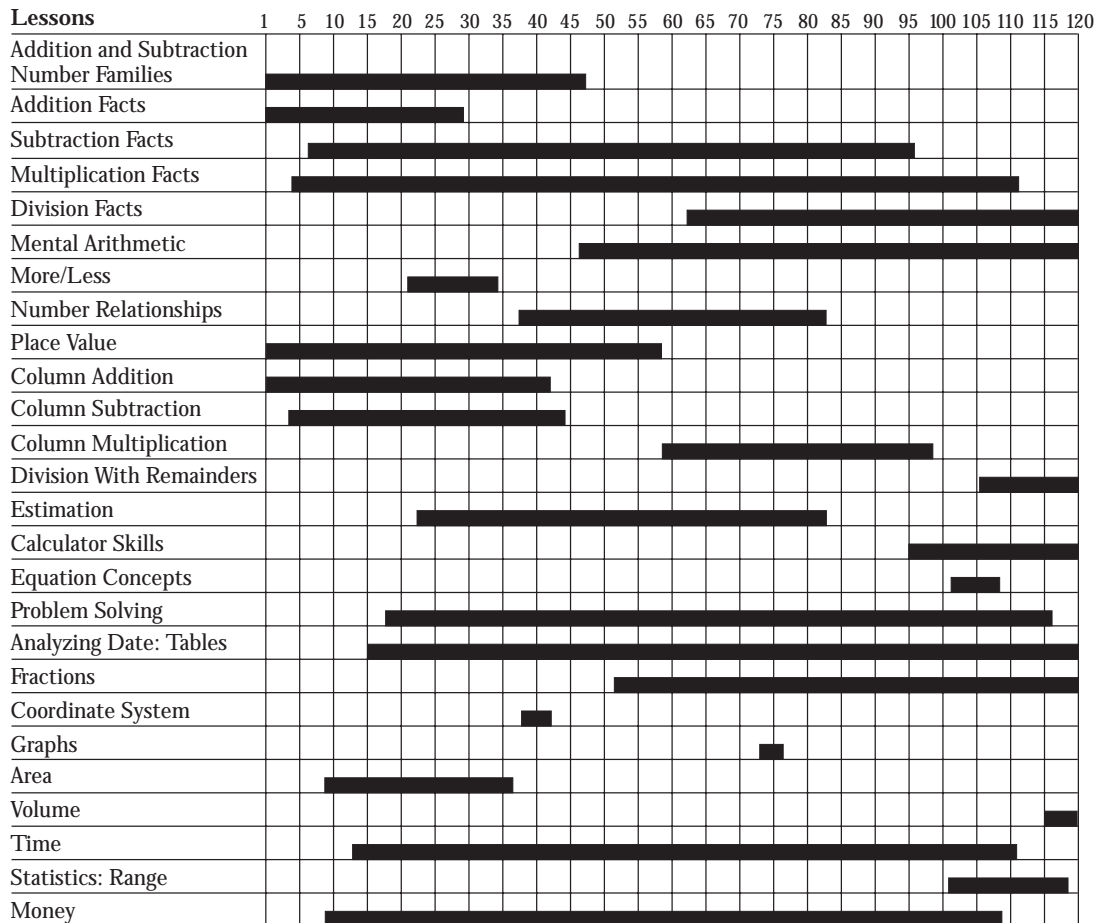 Lessons 1 5 10 15 20 25 30 35 40 45 50 55 60 65 70 75 80 85 90 95 100 105 110 115 120
Addition and Subtraction
Number Families
Addition Facts
Subtraction Facts
Multiplication Facts
Division Facts
Mental Arithmetic
More/Less
Number Relationships
Place Value
Column Addition
Column Subtraction
Column Multiplication
Division With Remainders
Estimation
Calculator Skills
Equation Concepts
Problem Solving
Analyzing Date: Tables
Fractions
Coordinate System
Graphs
Area
Volume
Time
Statistics: Range
Money